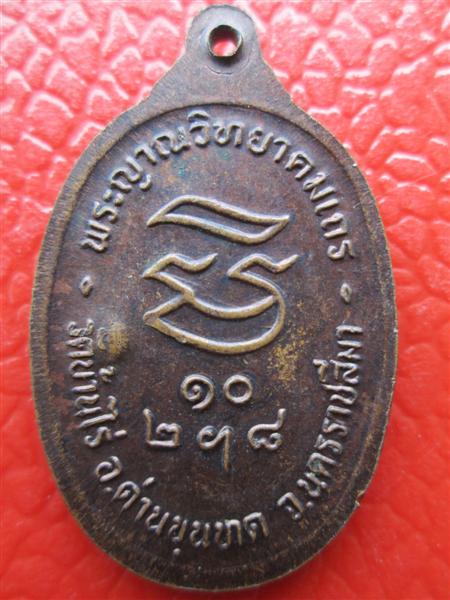 พระญาณวิทยาคมเถร
๑๐
๒ ๗ ๘
วัดบ้านไร่ อ.ด่านขุนทด จ.นครราชสีมา